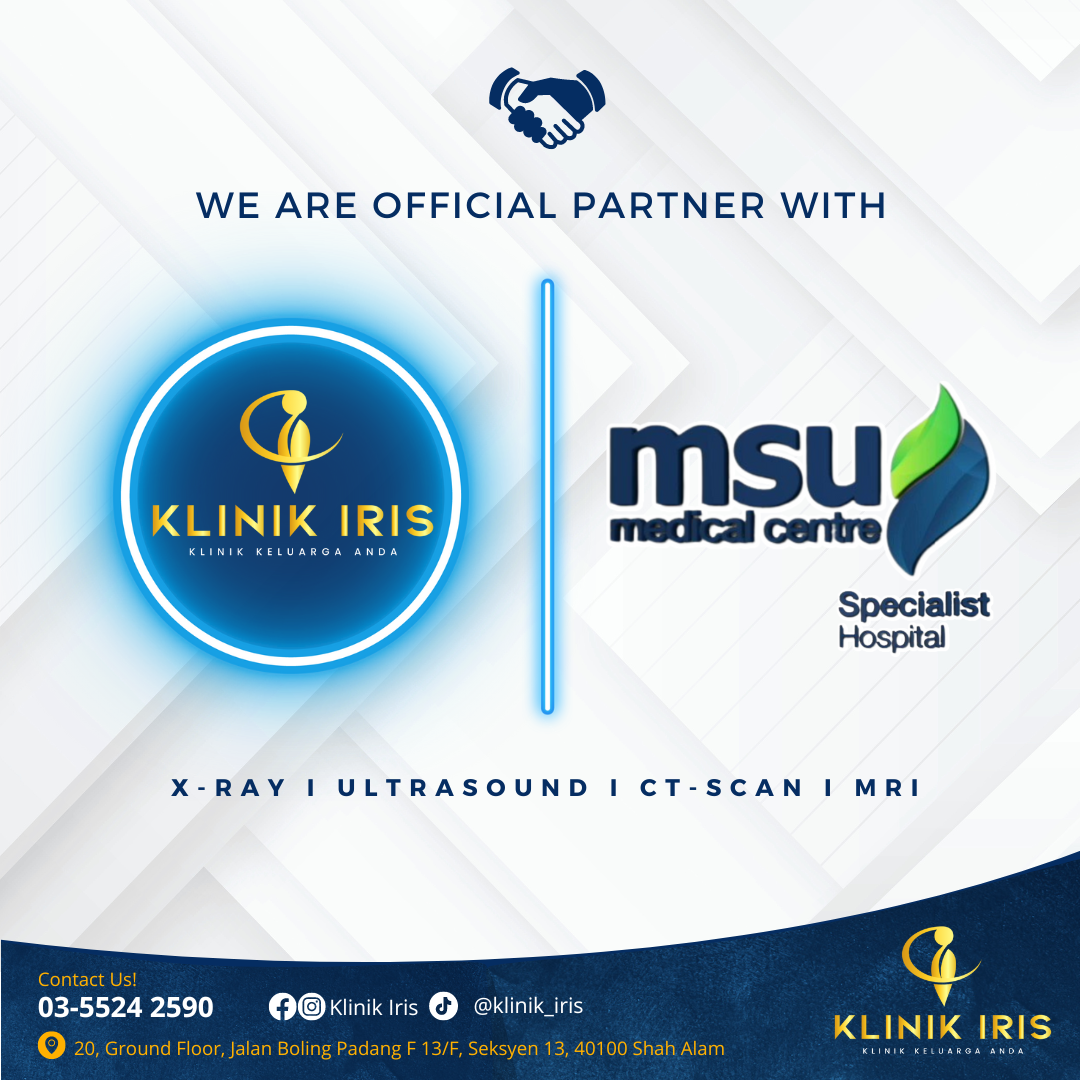 WE ARE OFFICIAL PARTNER WITH
KLINIK IRIS
KLINIK KELUARGA ANDA
msu
medical centre
Specialist
Hospital
X-RAY I ULTRASOUND I CT-SCAN I MRI
Contact Us!
03-5524 2590
Klinik Iris @klinik_iris
20, Ground Floor, Jalan Boling Padang F 13/F, Seksyen 13, 40100 Shah Alam
KLINIK IRIS
KLINIK KELUARGA ANDA